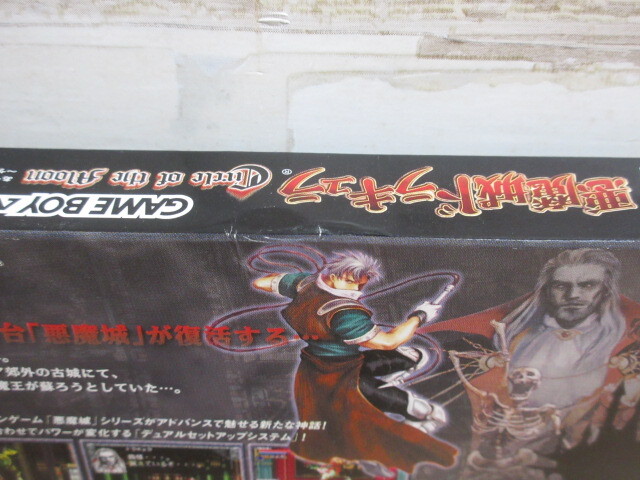 悪魔城ドラキュラ®
Circle of the Moon
GAME BOY A
台「悪魔城」が復活する…
。
ア郊外の古城にて、
魔王が蘇ろうとしていた…。
ンゲーム「悪魔城」シリーズがアドバンスで魅せる新たな神話!
合わせてパワーが変化する「デュアルセットアップシステム」!